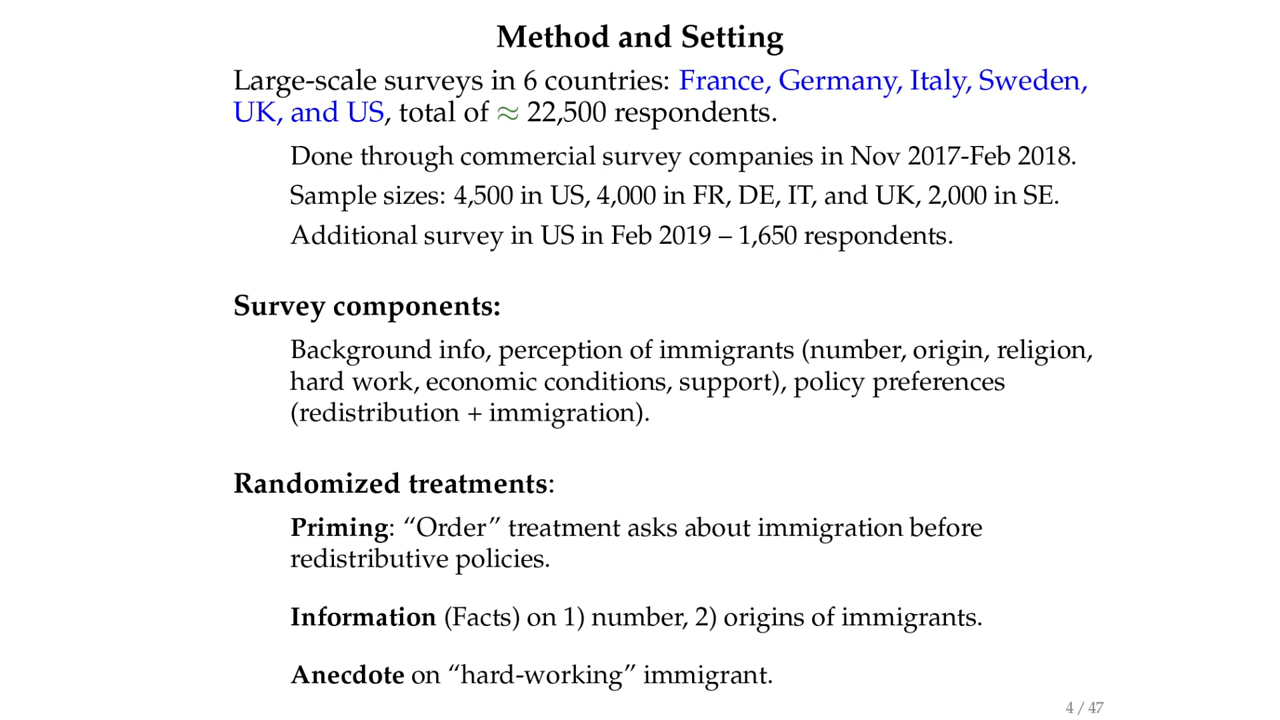 Method and Setting
Large-scale surveys in 6 countries: France, Germany, Italy, Sweden,
UK, and US, total of ≈ 22,500 respondents.
Done through commercial survey companies in Nov 2017-Feb 2018.
Sample sizes: 4,500 in US, 4,000 in FR, DE, IT, and UK, 2,000 in SE.
Additional survey in US in Feb 2019 – 1,650 respondents.
Survey components:
Background info, perception of immigrants (number, origin, religion,
hard work, economic conditions, support), policy preferences
(redistribution + immigration).
Randomized treatments:
Priming: “Order” treatment asks about immigration before
redistributive policies.
Information (Facts) on 1) number, 2) origins of immigrants.
Anecdote on “hard-working” immigrant.
4 / 47